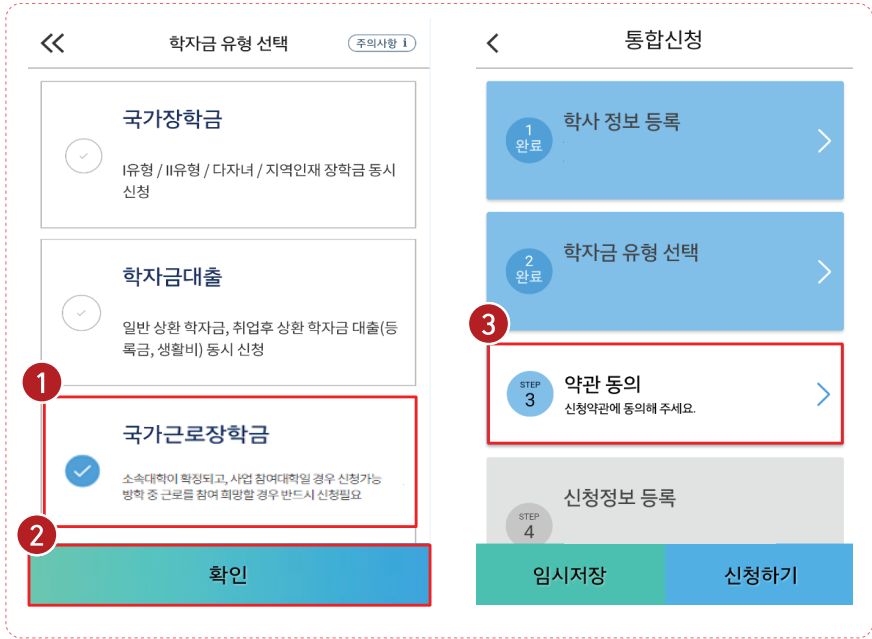 학자금 유형 선택
주의사항 i
국가장학금
I유형 / II유형 / 다자녀 / 지역인재 장학금 동시
신청
학자금대출
일반 상환 학자금, 취업후 상환 학자금 대출(등
록금, 생활비) 동시 신청
1
국가근로장학금
소속대학이 확정되고, 사업 참여대학일 경우 신청가능
방학 중 근로를 참여 희망할 경우 반드시 신청필요
2
확인
통합신청
1
완료
학사 정보 등록
2
완료
학자금 유형 선택
3
STEP
3
약관 동의
신청약관에 동의해 주세요.
STEP
4
신청정보 등록
임시저장
신청하기